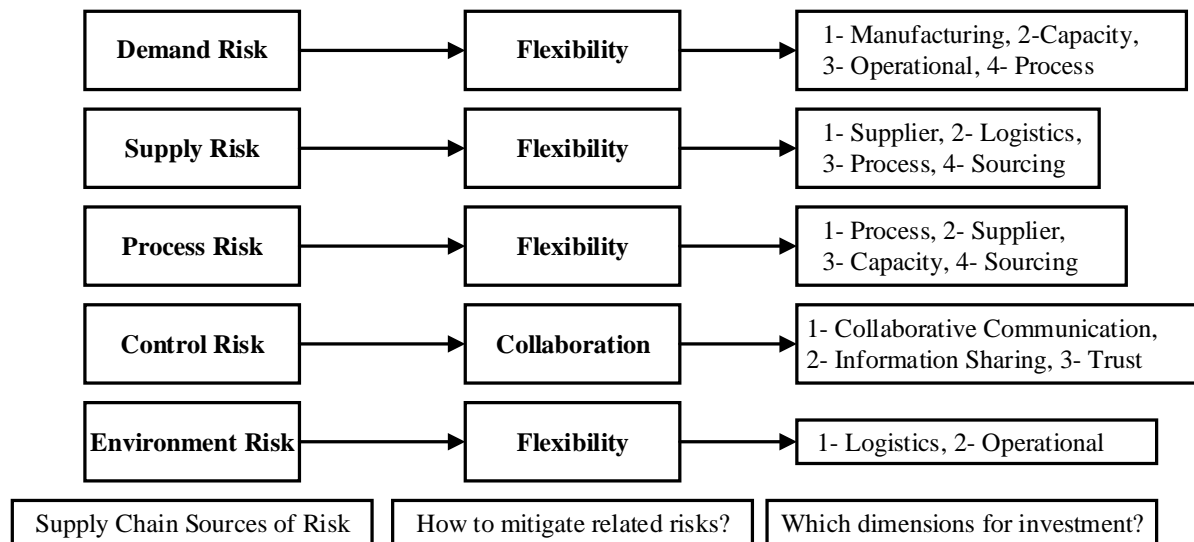 Demand Risk
Flexibility
1- Manufacturing, 2-Capacity,
3- Operational, 4- Process
Supply Risk
Flexibility
1- Supplier, 2- Logistics,
3- Process, 4- Sourcing
Process Risk
Flexibility
1- Process, 2- Supplier,
3- Capacity, 4- Sourcing
Control Risk
Collaboration
1- Collaborative Communication,
2- Information Sharing, 3- Trust
Environment Risk
Flexibility
1- Logistics, 2- Operational
Supply Chain Sources of Risk
How to mitigate related risks?
Which dimensions for investment?